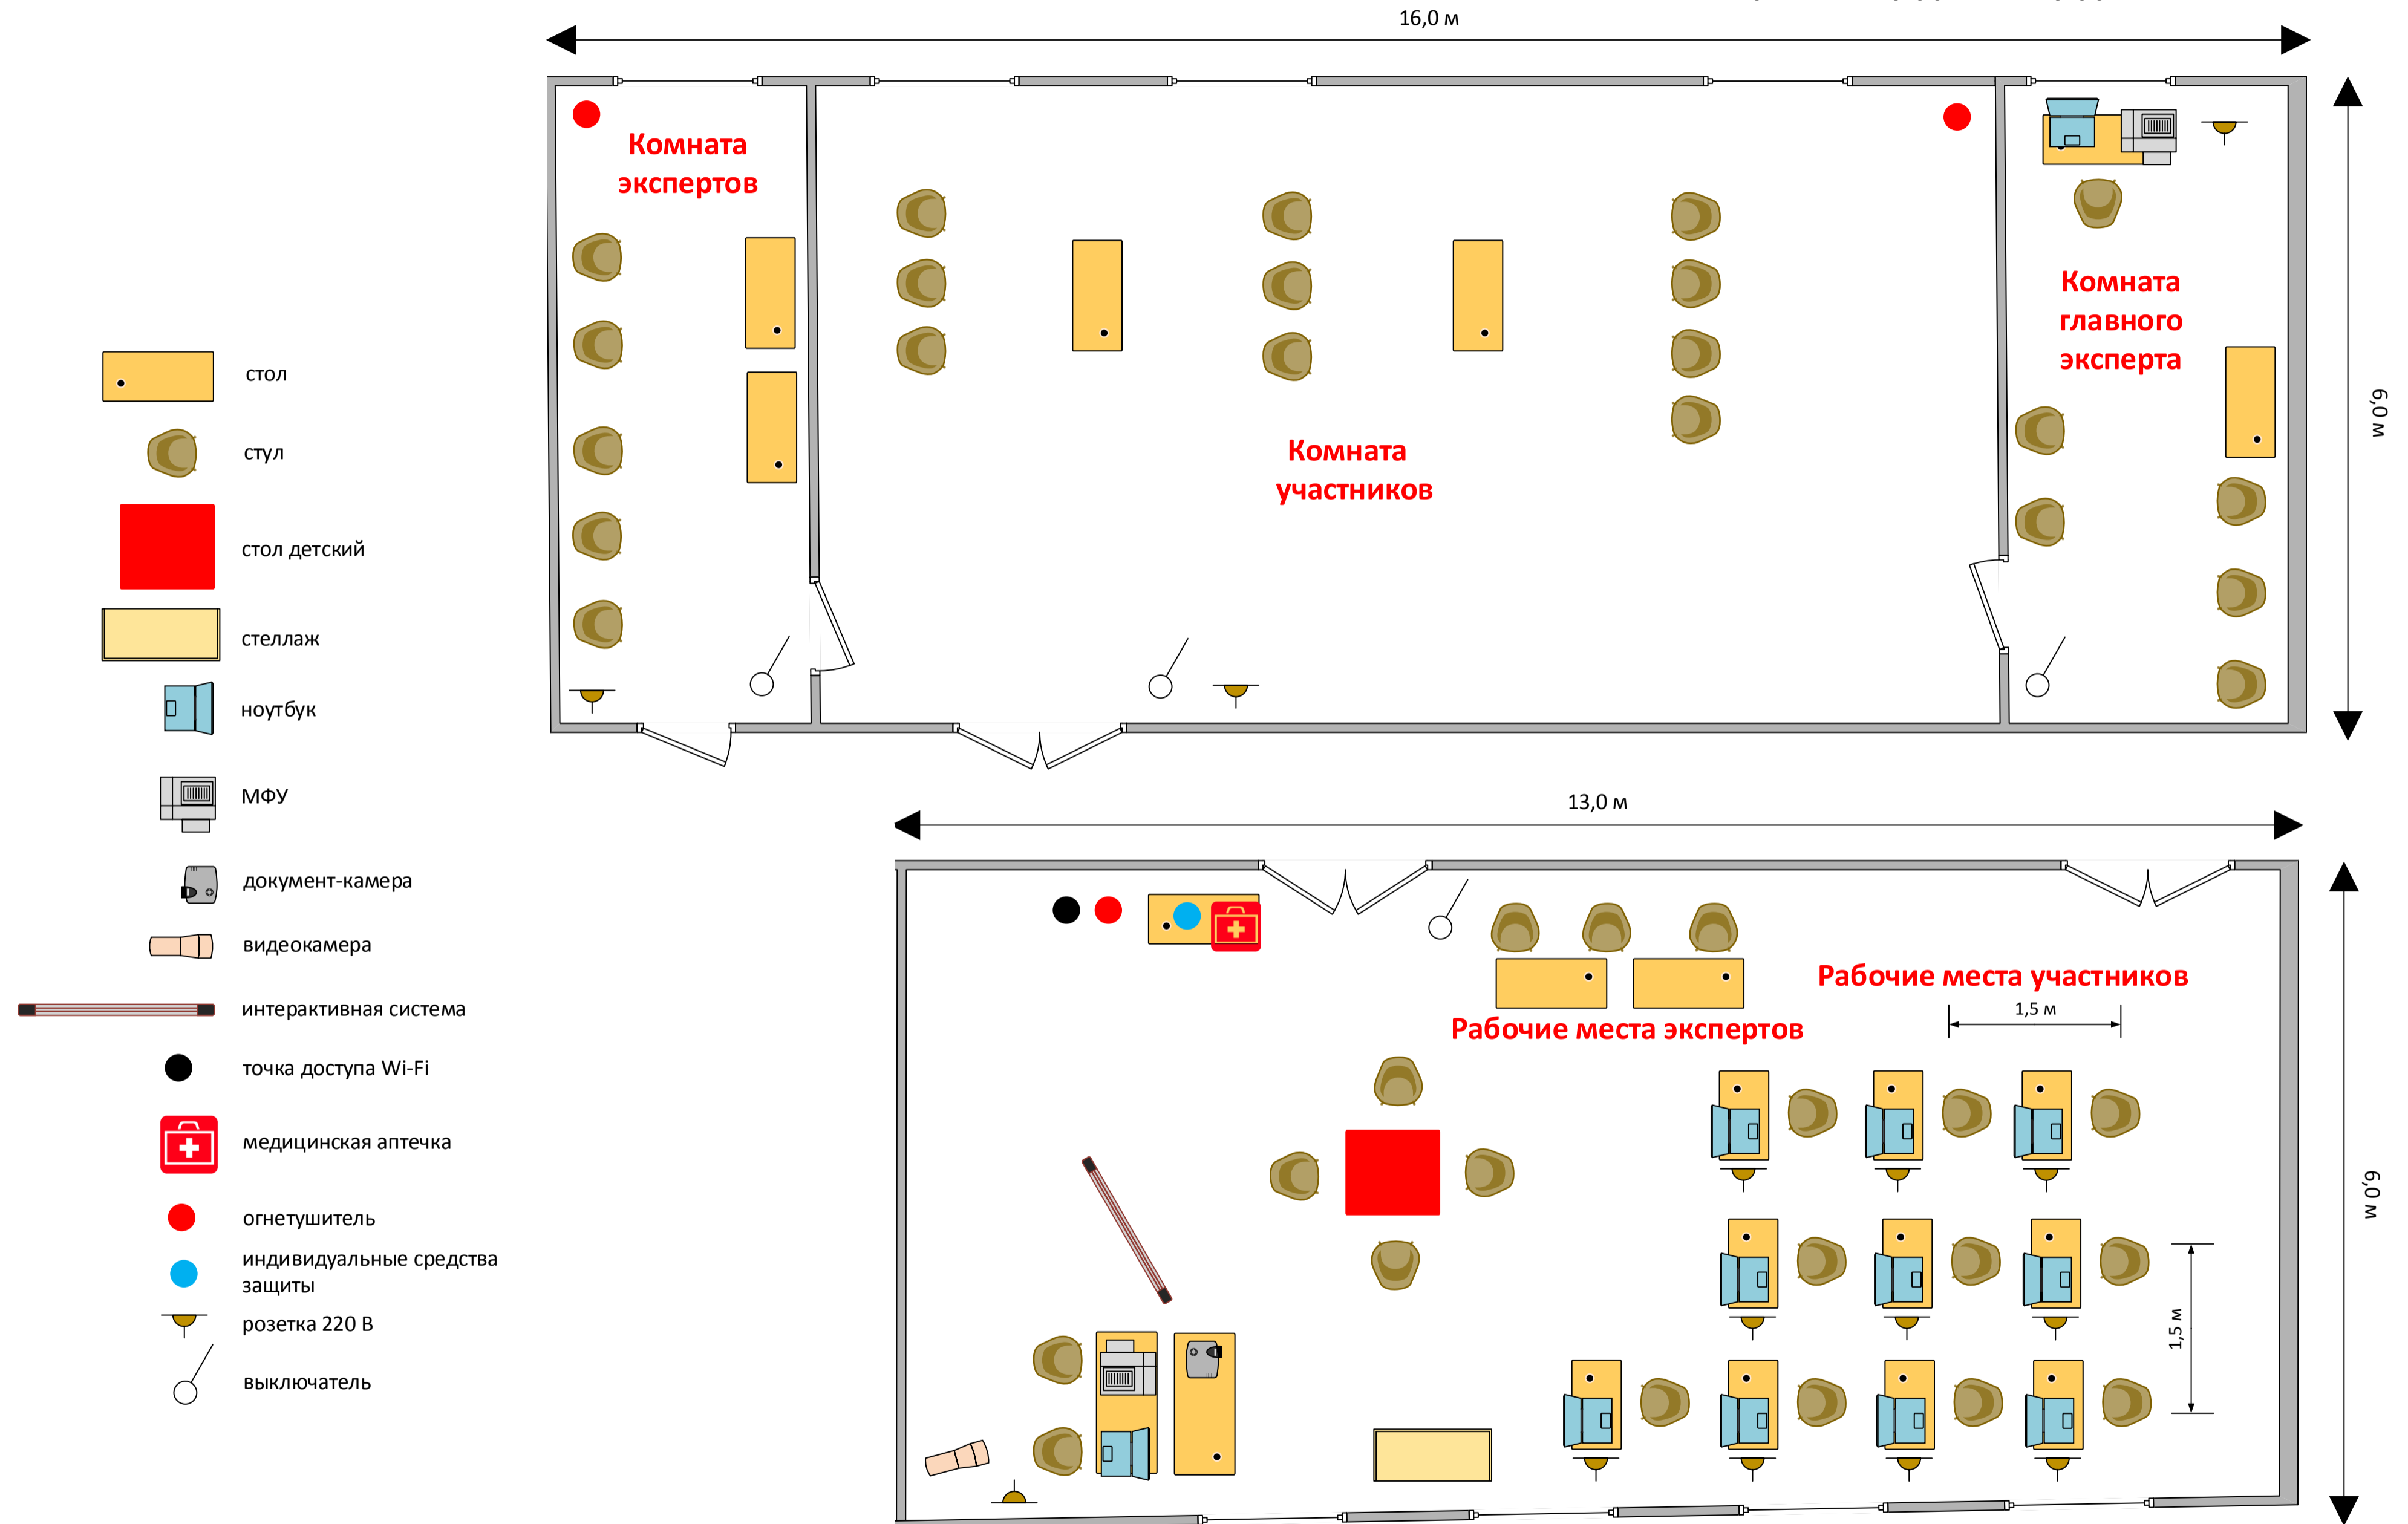 16,0 м
Комната
экспертов
Комната
главного
эксперта
Комната
участников
6,0 м
стол
стул
стол детский
стеллаж
ноутбук
МФУ
документ-камера
видеокамера
интерактивная система
точка доступа Wi-Fi
медицинская аптечка
огнетушитель
индивидуальные средства
защиты
розетка 220 В
выключатель
13,0 м
Рабочие места участников
1,5 м
Рабочие места экспертов
6,0 м
1,5 м